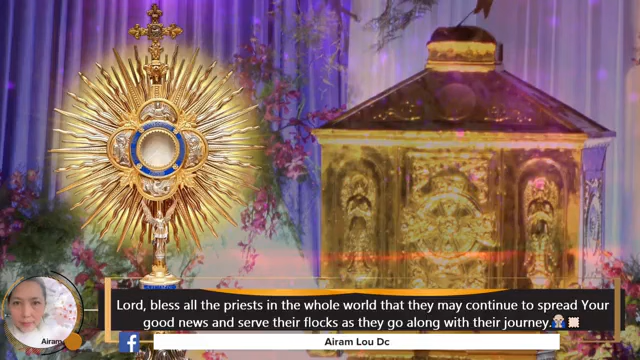 Lord, bless all the priests in the whole world that they may continue to spread Your
good news and serve their flocks as they go along with their journey.
Airam
Airam Lou Dc